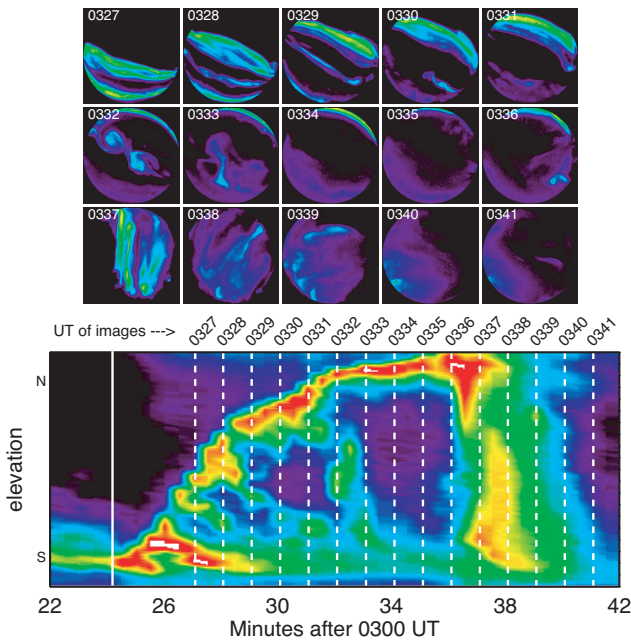 0327 0328 0329 0330 0331
0332 0333 0334 0335 0336
0337 0338 0339 0340 0341
UT of images --->
0327 0328 0329 0330 0331 0332 0333 0334 0335 0336 0337 0338 0339 0340 0341
N
elevation
S
22 26 30 34 38 42
Minutes after 0300 UT